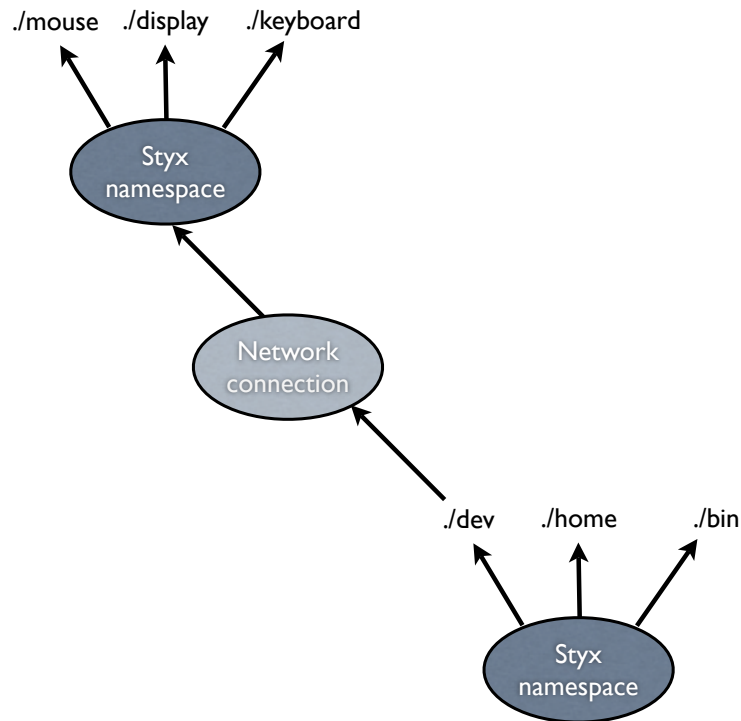 ./mouse ./display ./keyboard
Styx
namespace
Network
connection
./dev ./home ./bin
Styx
namespace